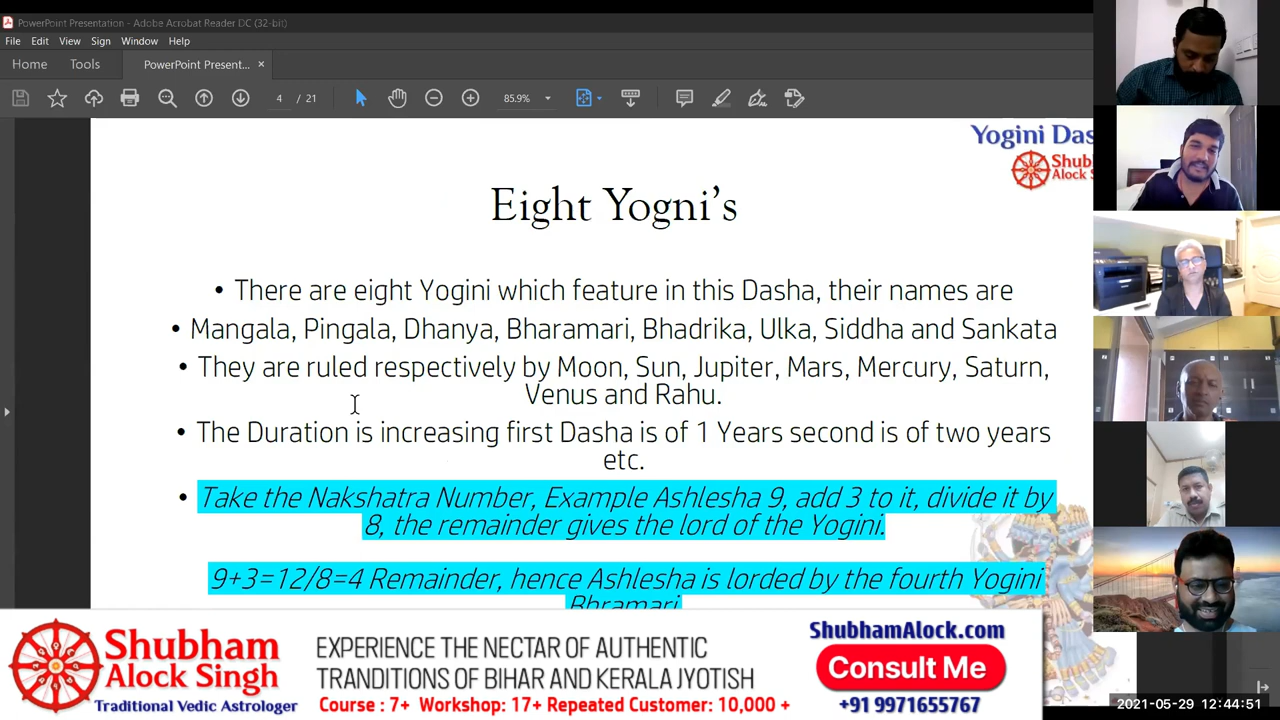 PowerPoint Presentation - Adobe Acrobat Reader DC (32-bit)
File Edit View Sign Window Help
Home Tools PowerPoint Present... ×
4 / 21 85.9%
Yogini Das
Shubh
Alock Sing
Eight Yogni's
• There are eight Yogini which feature in this Dasha, their names are
• Mangala, Pingala, Dhanya, Bharamari, Bhadrika, Ulka, Siddha and Sankata
• They are ruled respectively by Moon, Sun, Jupiter, Mars, Mercury, Saturn,
Venus and Rahu.
• The Duration is increasing first Dasha is of 1 Years second is of two years
etc.
• Take the Nakshatra Number, Example Ashlesha 9, add 3 to it, divide it by
8, the remainder gives the lord of the Yogini.
9+3=12/8=4 Remainder, hence Ashlesha is lorded by the fourth Yogini
Bhramari
Shubham
Alock Singh
Traditional Vedic Astrologer
EXPERIENCE THE NECTAR OF AUTHENTIC
TRANDITIONS OF BIHAR AND KERALA JYOTISH
Course : 7+ Workshop: 17+ Repeated Customer: 10,000 +
ShubhamAlock.com
Consult Me
+91 9971655767
2021-05-29 12:44:51